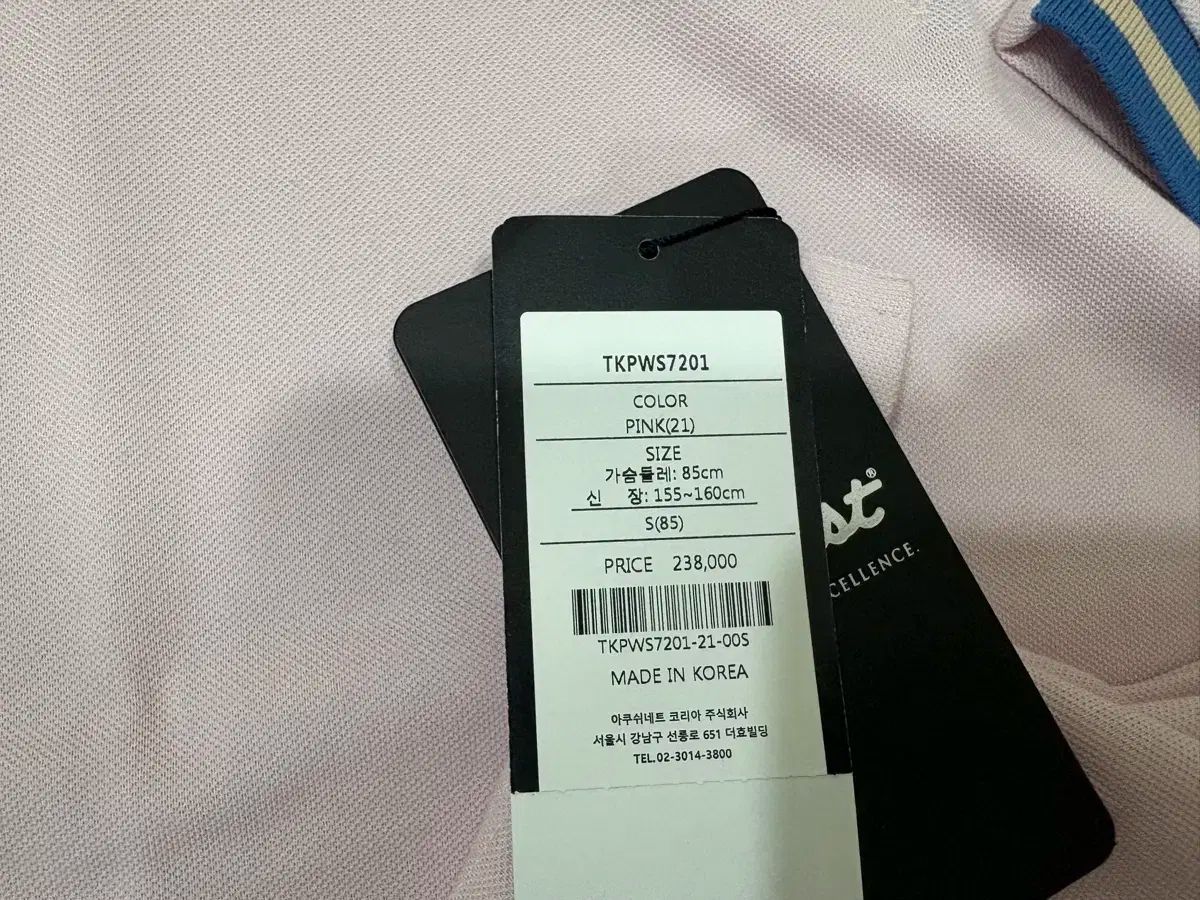 TKPWS7201
COLOR
PINK(21)
SIZE
가슴둘레: 85cm
신 장: 155~160cm
S(85)
PRICE 238,000
TKPWS7201-21-00S
MADE IN KOREA
아쿠쉬네트 코리아 주식회사
서울시 강남구 선릉로 651 더효빌딩
TEL.02-3014-3800
st®
CELLENCE.